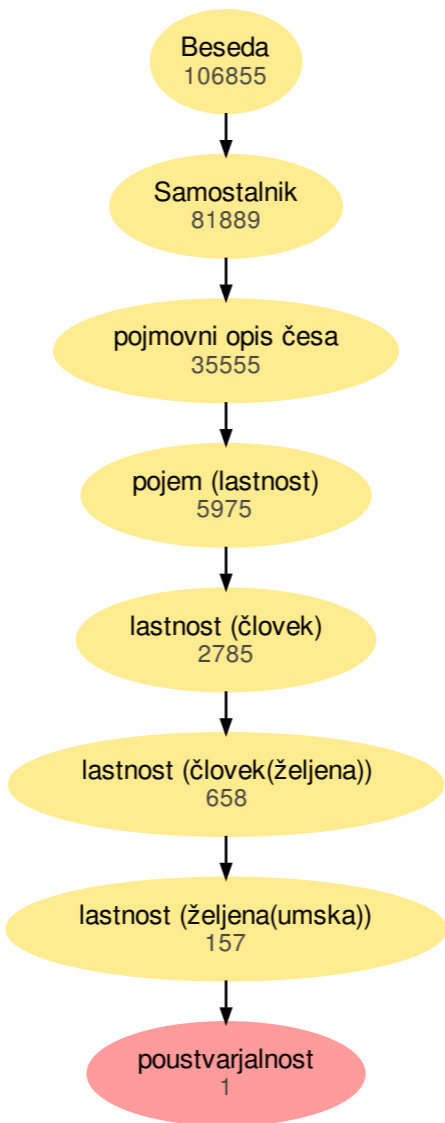 Beseda
106855
Samostalnik
81889
pojmovni opis česa
35555
pojem (lastnost)
5975
lastnost (človek)
2785
lastnost (človek(željena))
658
lastnost (željena(umska))
157
poustvarjalnost
1